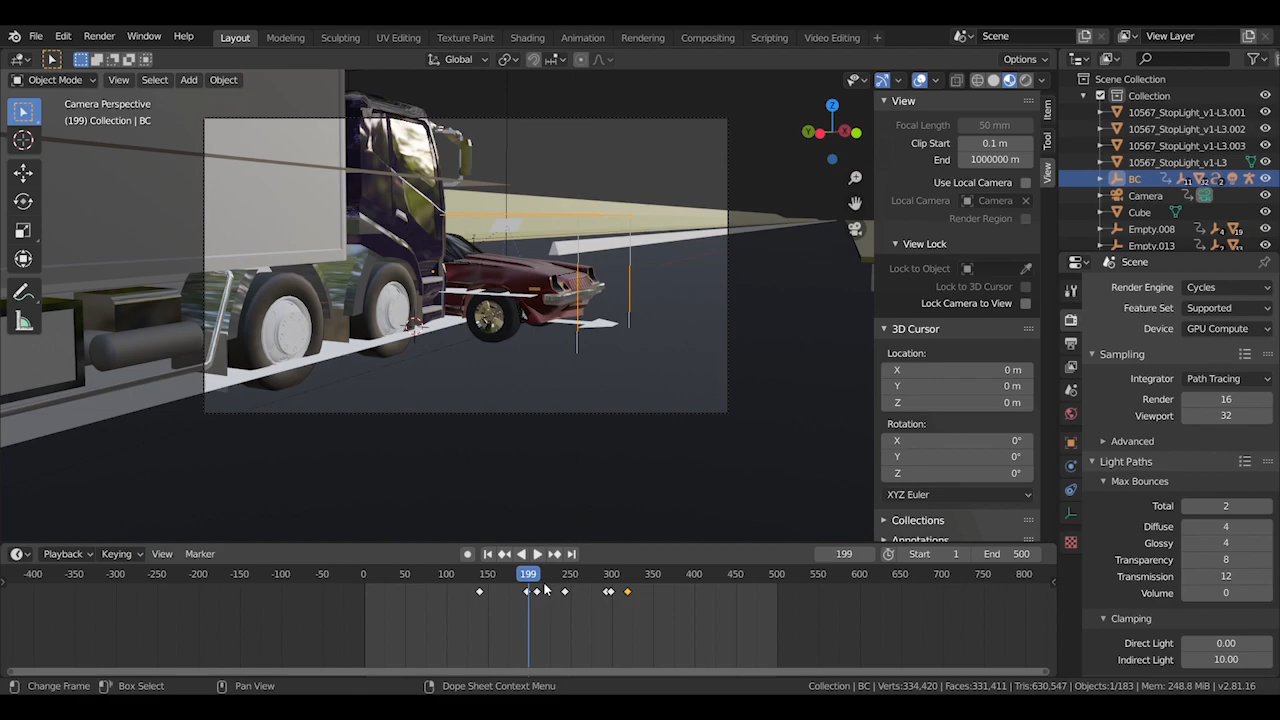 File Edit Render Window Help Layout Modeling Sculpting UV Editing Texture Paint Shading Animation Rendering Compositing Scripting Video Editing + Scene View Layer
Global Options
Object Mode View Select Add Object
Camera Perspective
(199) Collection | BC
Z
Y
X
View
Focal Length 50 mm
Clip Start 0.1 m
End 1000000 m
Use Local Camera
Local Camera Camera
Render Region
View Lock
Lock to Object
Lock to 3D Cursor
Lock Camera to View
3D Cursor
Location:
X 0 m
Y 0 m
Z 0 m
Rotation:
X 0°
Y 0°
Z 0°
XYZ Euler
Collections
Annotations
Item
Tool
View
Scene Collection
Collection
10567_StopLight_v1-L3.001
10567_StopLight_v1-L3.002
10567_StopLight_v1-L3.003
10567_StopLight_v1-L3
BC
Camera
Cube
Empty.008
Empty.013
Scene
Render Engine Cycles
Feature Set Supported
Device GPU Compute
Sampling
Integrator Path Tracing
Render 16
Viewport 32
Advanced
Light Paths
Max Bounces
Total 2
Diffuse 4
Glossy 4
Transparency 8
Transmission 12
Volume 0
Clamping
Direct Light 0.00
Indirect Light 10.00
Playback Keying View Marker 199 Start 1 End 500
-400 -350 -300 -250 -200 -150 -100 -50 0 50 100 150 199 250 300 350 400 450 500 550 600 650 700 750 800
Change Frame Box Select Pan View Dope Sheet Context Menu Collection | BC | Verts:334,420 | Faces:331,411 | Tris:630,547 | Objects:1/183 | Mem: 248.8 MiB | v2.81.16